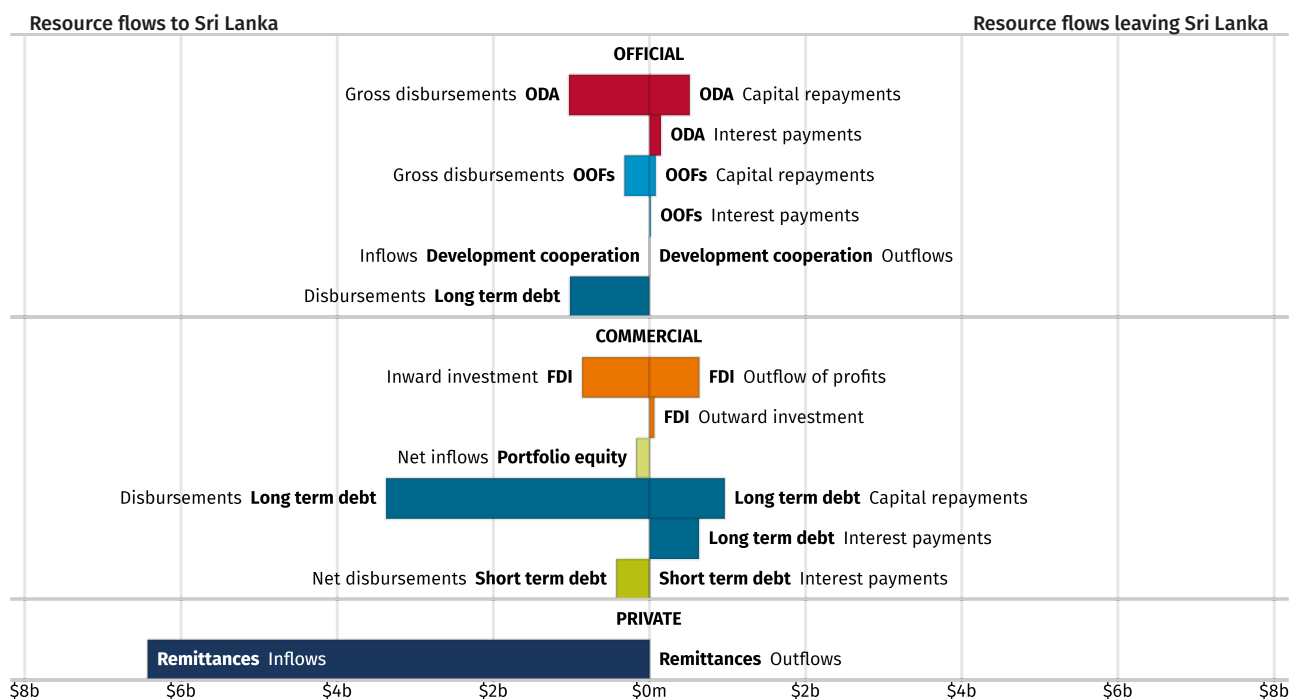 Resource flows to Sri Lanka Resource flows leaving Sri Lanka
OFFICIAL
Gross disbursements ODA ODA Capital repayments
ODA Interest payments
Gross disbursements OOFs OOFs Capital repayments
OOFs Interest payments
Inflows Development cooperation Development cooperation Outflows
Disbursements Long term debt
COMMERCIAL
Inward investment FDI FDI Outflow of profits
FDI Outward investment
Net inflows Portfolio equity
Disbursements Long term debt Long term debt Capital repayments
Long term debt Interest payments
Net disbursements Short term debt Short term debt Interest payments
PRIVATE
Remittances Inflows Remittances Outflows
$8b $6b $4b $2b $0m $2b $4b $6b $8b